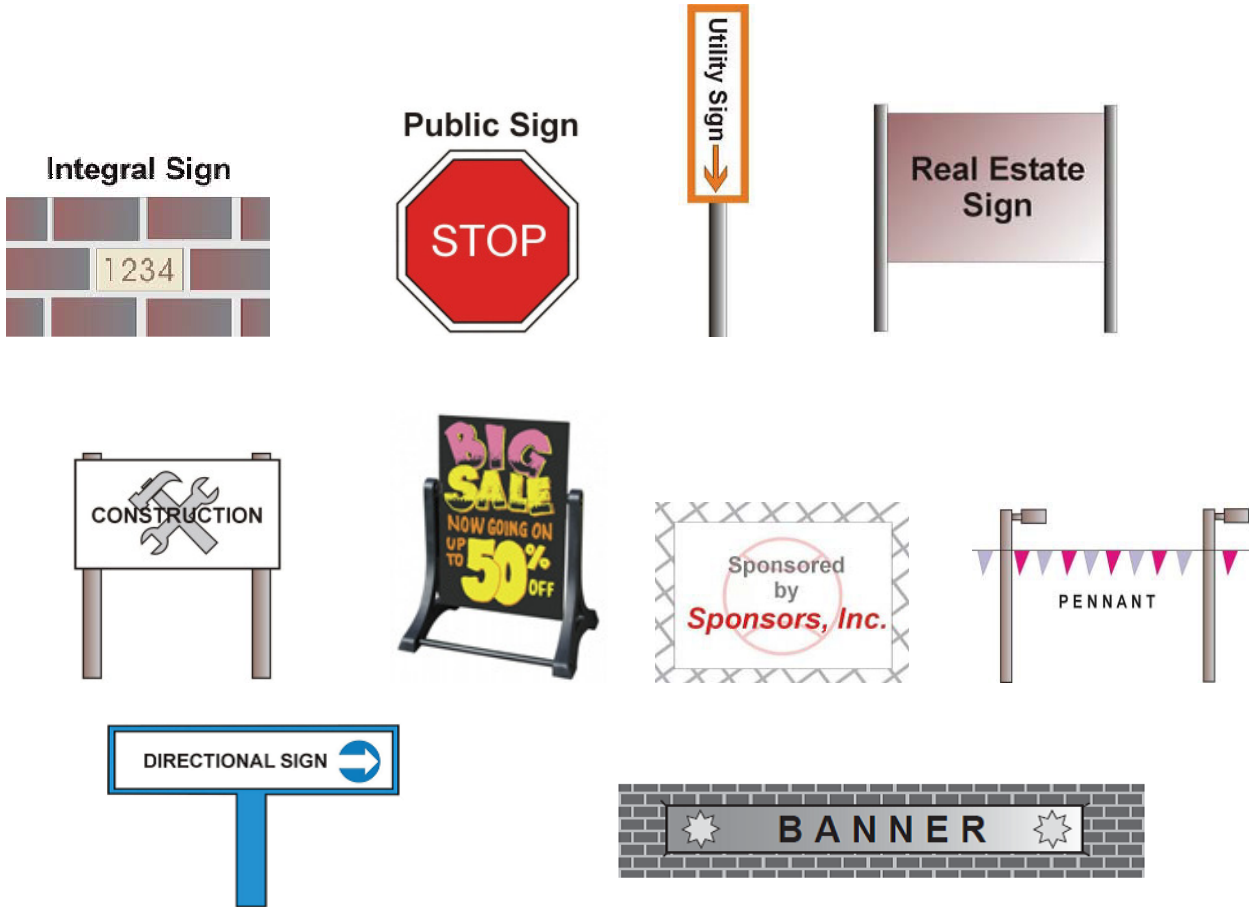 Integral Sign
1234
Public Sign
STOP
Utility Sign
Real Estate
Sign
CONSTRUCTION
BIG
SALE
NOW GOING ON
UP
TO
50%
OFF
Sponsored
by
Sponsors, Inc.
PENNANT
DIRECTIONAL SIGN
BANNER